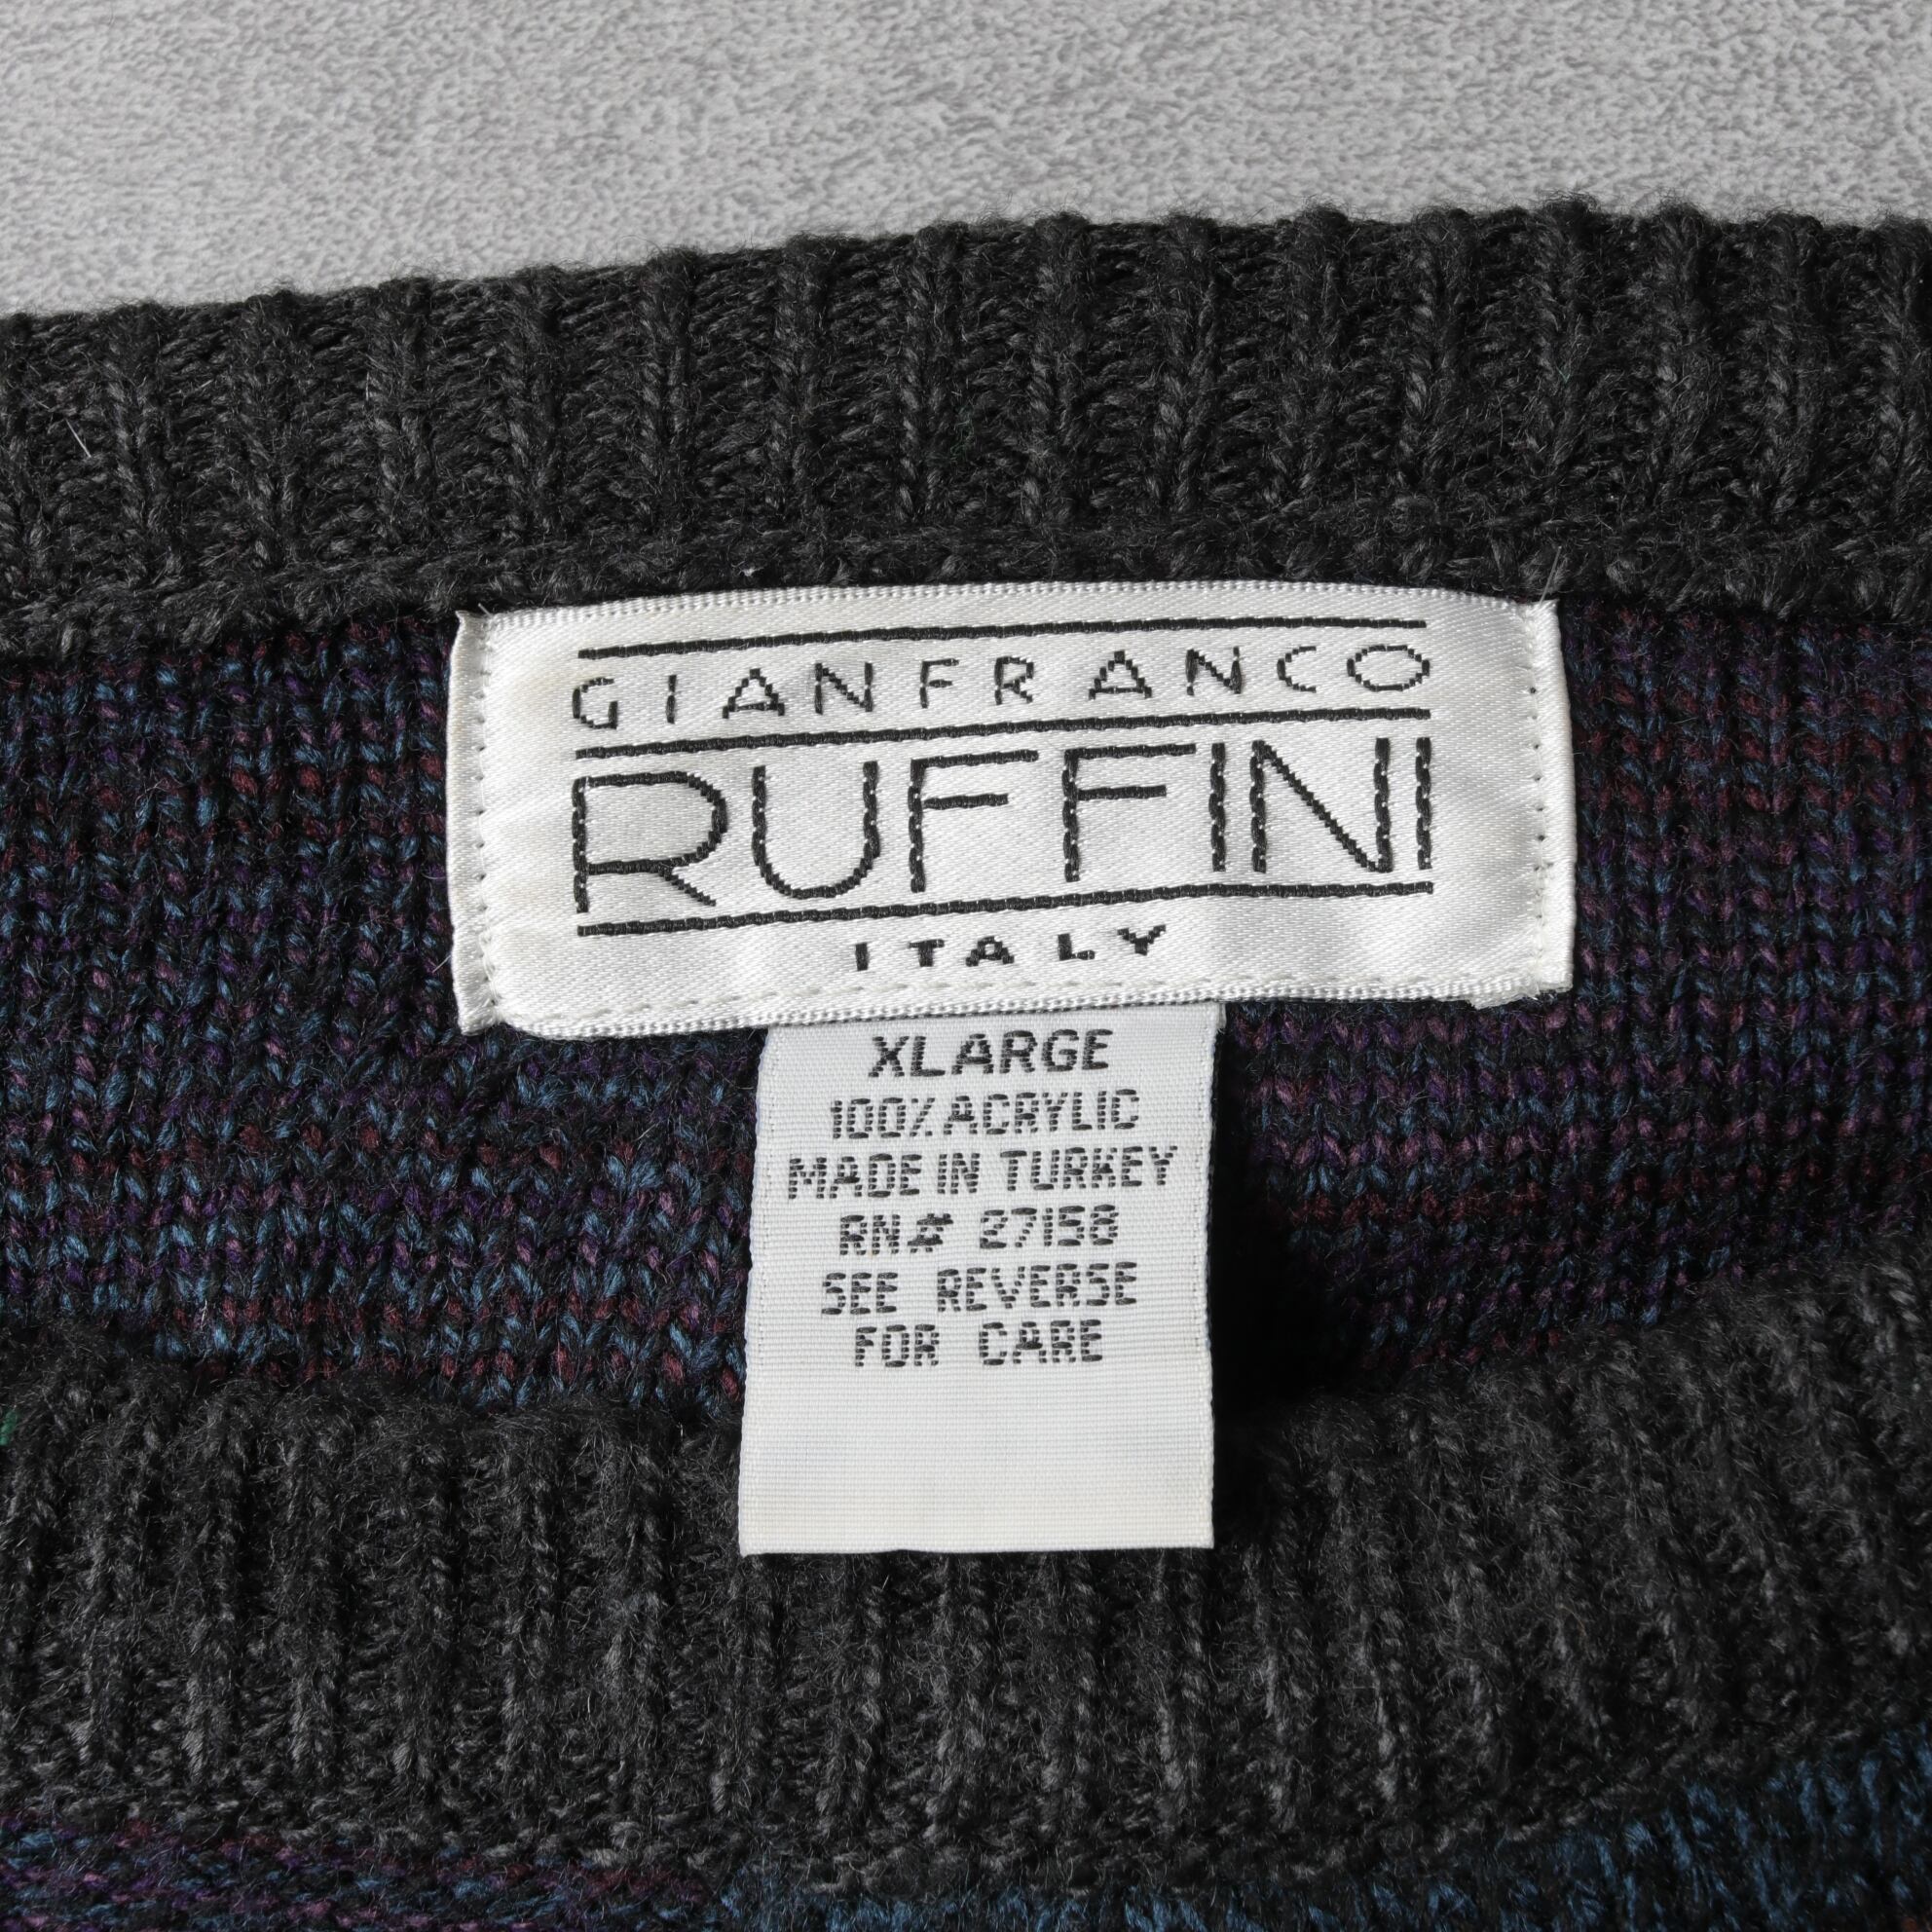 GIANFRANCO
RUFFINI
ITALY
XLARGE
100% ACRYLIC
MADE IN TURKEY
RN# 27158
SEE REVERSE
FOR CARE